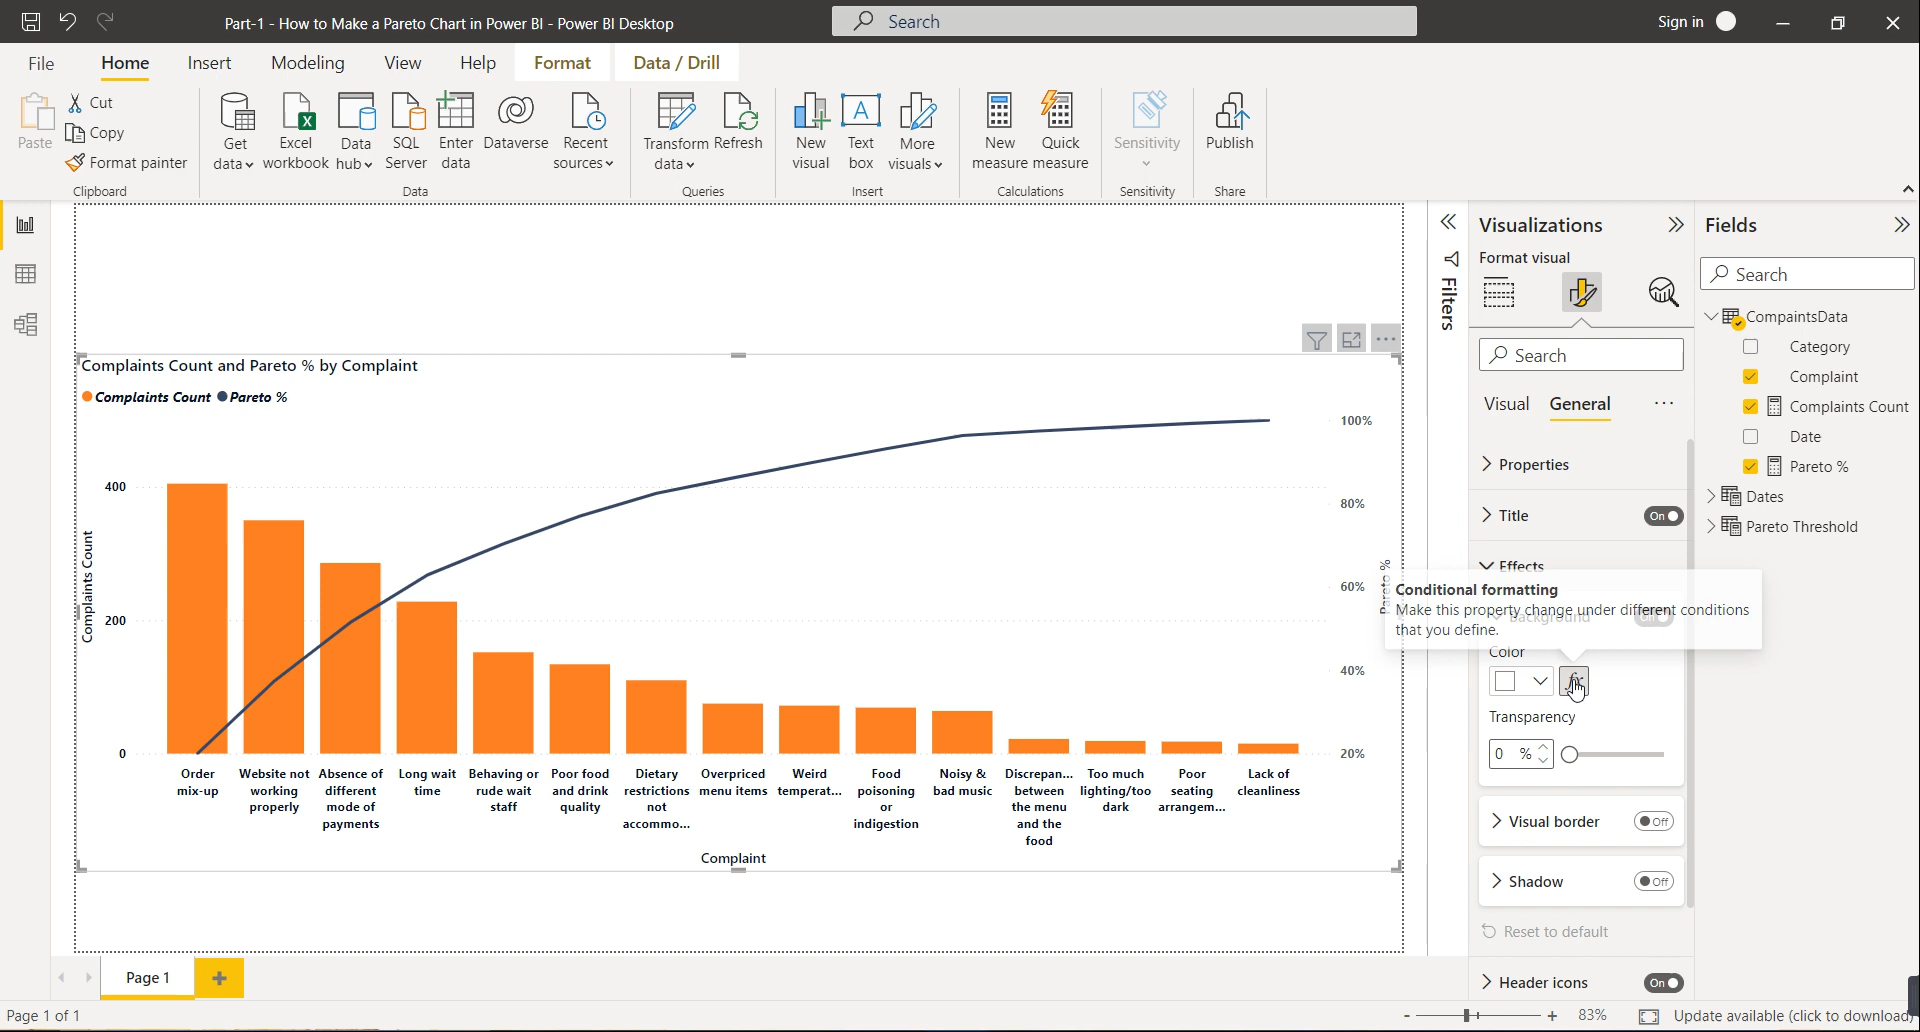 Part-1 - How to Make a Pareto Chart in Power BI - Power BI Desktop
Search
Sign in
File
Home
Insert
Modeling
View
Help
Format
Data / Drill
Paste
Cut
Copy
Format painter
Clipboard
Get data
Excel workbook
Data hub
SQL Server
Enter data
Dataverse
Recent sources
Data
Transform data
Refresh
Queries
New visual
Text box
More visuals
Insert
New measure
Quick measure
Calculations
Sensitivity
Sensitivity
Publish
Share
Complaints Count and Pareto % by Complaint
Complaints Count
Pareto %
Complaints Count
400
200
0
100%
80%
60%
40%
20%
Pareto %
Order mix-up
Website not working properly
Absence of different mode of payments
Long wait time
Behaving or rude wait staff
Poor food and drink quality
Dietary restrictions not accommo...
Overpriced menu items
Weird temperat...
Food poisoning or indigestion
Noisy & bad music
Discrepan... between the menu and the food
Too much lighting/too dark
Poor seating arrangem...
Lack of cleanliness
Complaint
Filters
Visualizations
Format visual
Search
Visual
General
...
Properties
Title
On
Effects
Conditional formatting
Make this property change under different conditions
that you define.
Background
On
Color
fx
Transparency
0 %
Visual border
Off
Shadow
Off
Reset to default
Header icons
On
Fields
Search
CompaintsData
Category
Complaint
Complaints Count
Date
Pareto %
Dates
Pareto Threshold
Page 1
+
Page 1 of 1
- + 83%
Update available (click to download)